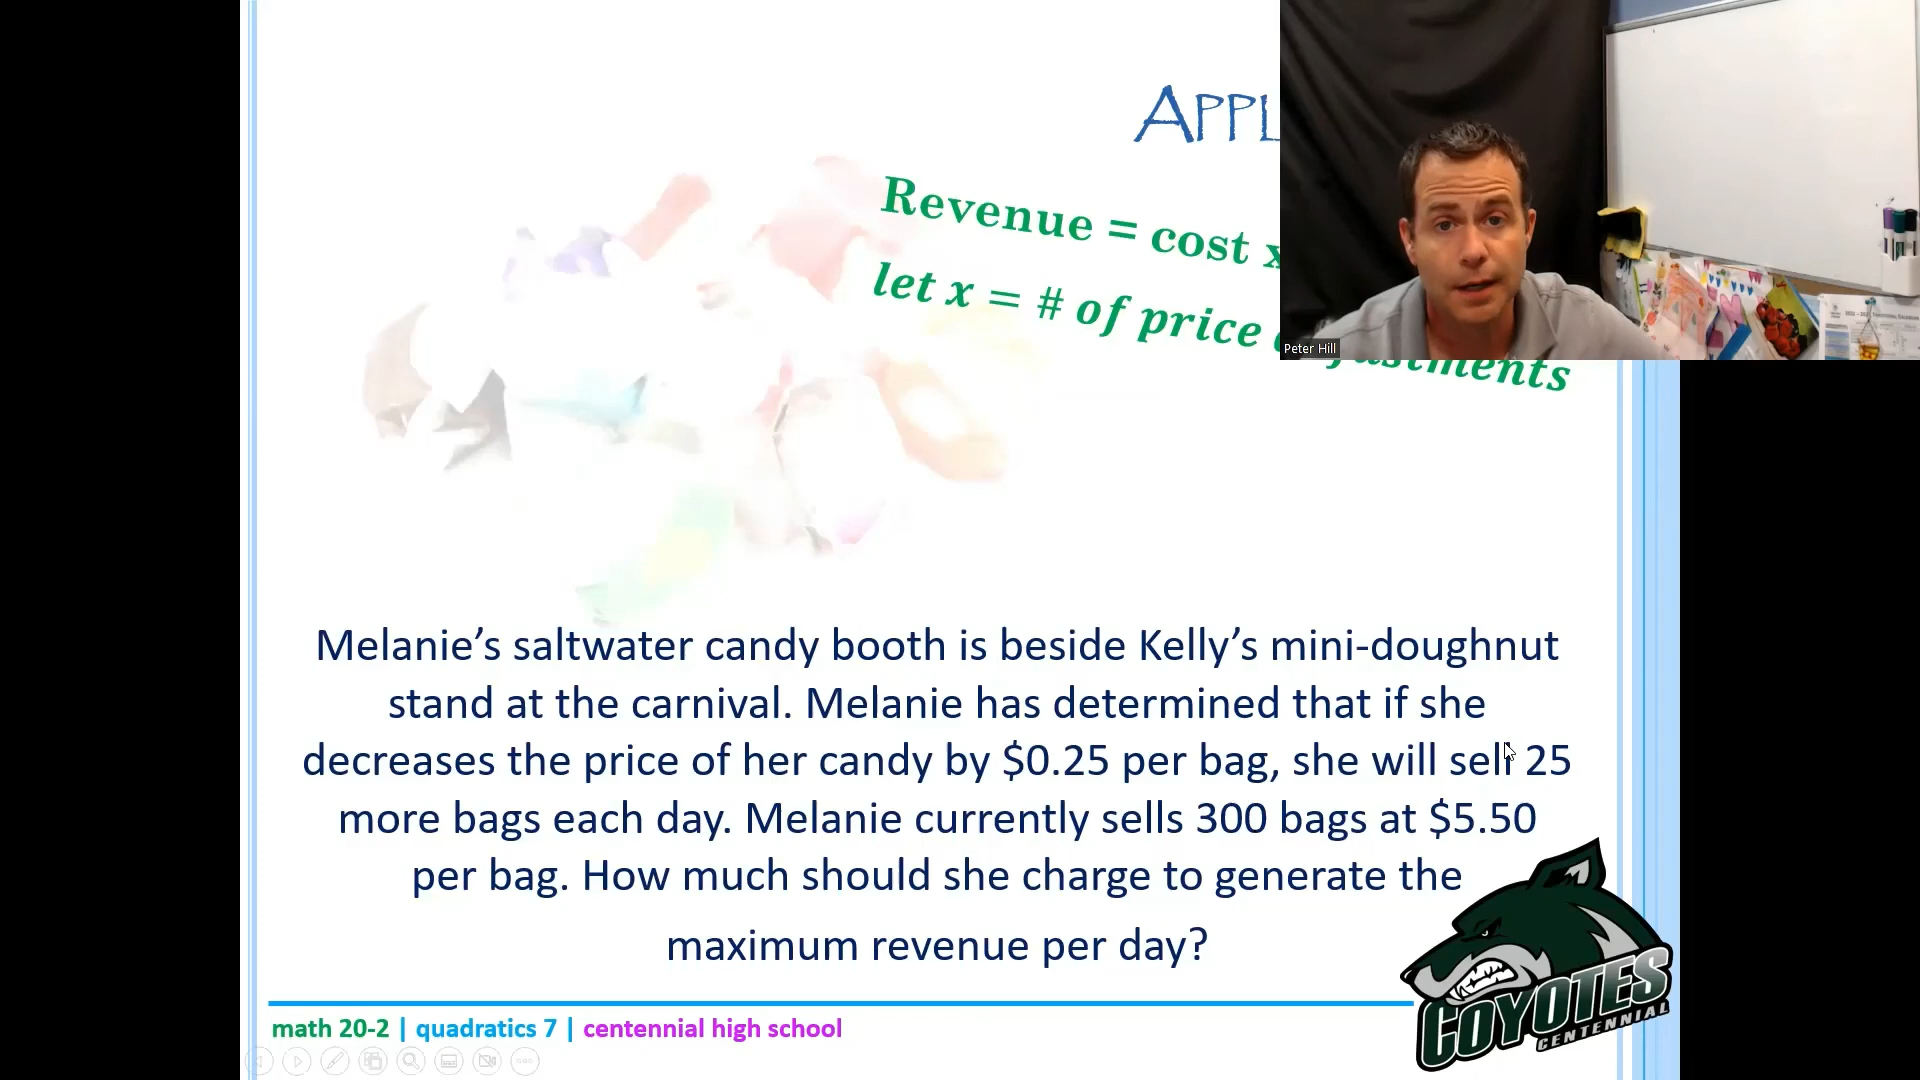 APPL
Revenue = cost x
let x = # of price
Peter Hill
Melanie’s saltwater candy booth is beside Kelly’s mini-doughnut
stand at the carnival. Melanie has determined that if she
decreases the price of her candy by $0.25 per bag, she will sell 25
more bags each day. Melanie currently sells 300 bags at $5.50
per bag. How much should she charge to generate the
maximum revenue per day?
COYOTES
CENTENNIAL
math 20-2 | quadratics 7 | centennial high school